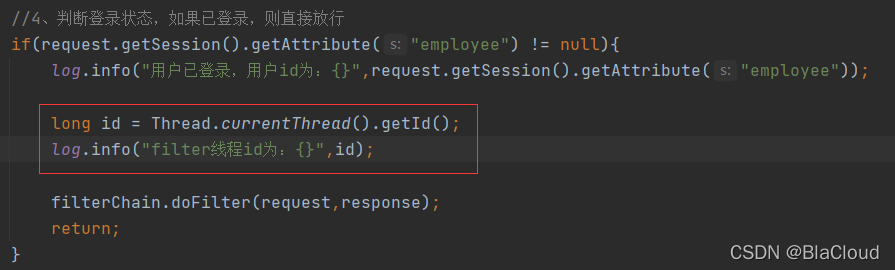 //4、判断登录状态，如果已登录，则直接放行
if(request.getSession().getAttribute( s: "employee") != null){
log.info("用户已登录，用户id为：{}",request.getSession().getAttribute( s: "employee"));
long id = Thread.currentThread().getId();
log.info("filter线程id为：{}",id);
filterChain.doFilter(request,response);
return;
}
CSDN @BlaCloud